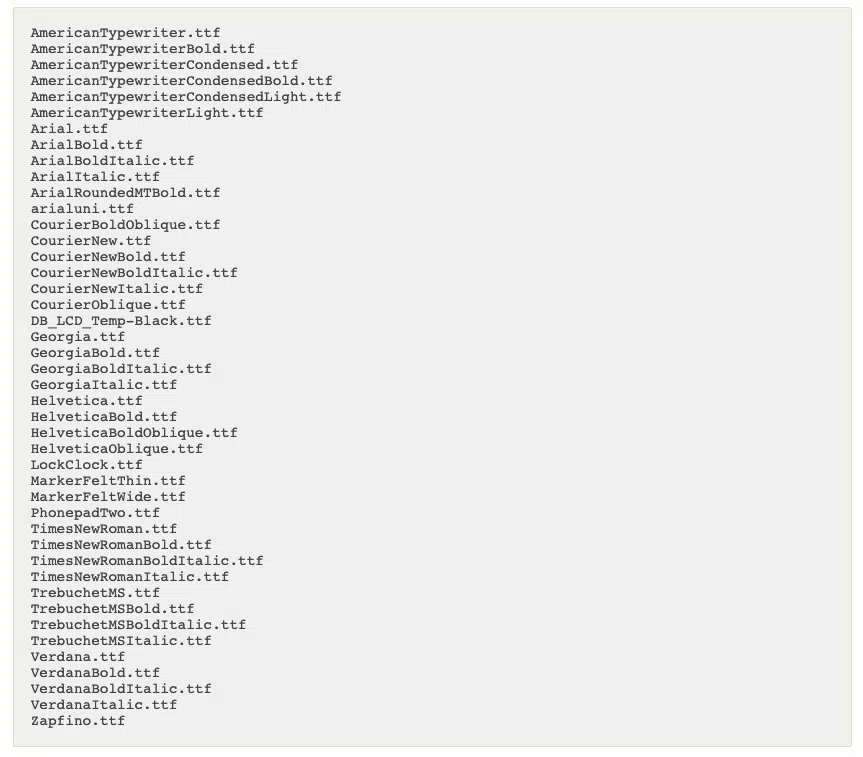 AmericanTypewriter.ttf
AmericanTypewriterBold.ttf
AmericanTypewriterCondensed.ttf
AmericanTypewriterCondensedBold.ttf
AmericanTypewriterCondensedLight.ttf
AmericanTypewriterLight.ttf
Arial.ttf
ArialBold.ttf
ArialBoldItalic.ttf
ArialItalic.ttf
ArialRoundedMTBold.ttf
arialuni.ttf
CourierBoldOblique.ttf
CourierNew.ttf
CourierNewBold.ttf
CourierNewBoldItalic.ttf
CourierNewItalic.ttf
CourierOblique.ttf
DB_LCD_Temp-Black.ttf
Georgia.ttf
GeorgiaBold.ttf
GeorgiaBoldItalic.ttf
GeorgiaItalic.ttf
Helvetica.ttf
HelveticaBold.ttf
HelveticaBoldOblique.ttf
HelveticaOblique.ttf
LockClock.ttf
MarkerFeltThin.ttf
MarkerFeltWide.ttf
PhonepadTwo.ttf
TimesNewRoman.ttf
TimesNewRomanBold.ttf
TimesNewRomanBoldItalic.ttf
TimesNewRomanItalic.ttf
TrebuchetMS.ttf
TrebuchetMSBold.ttf
TrebuchetMSBoldItalic.ttf
TrebuchetMSItalic.ttf
Verdana.ttf
VerdanaBold.ttf
VerdanaBoldItalic.ttf
VerdanaItalic.ttf
Zapfino.ttf